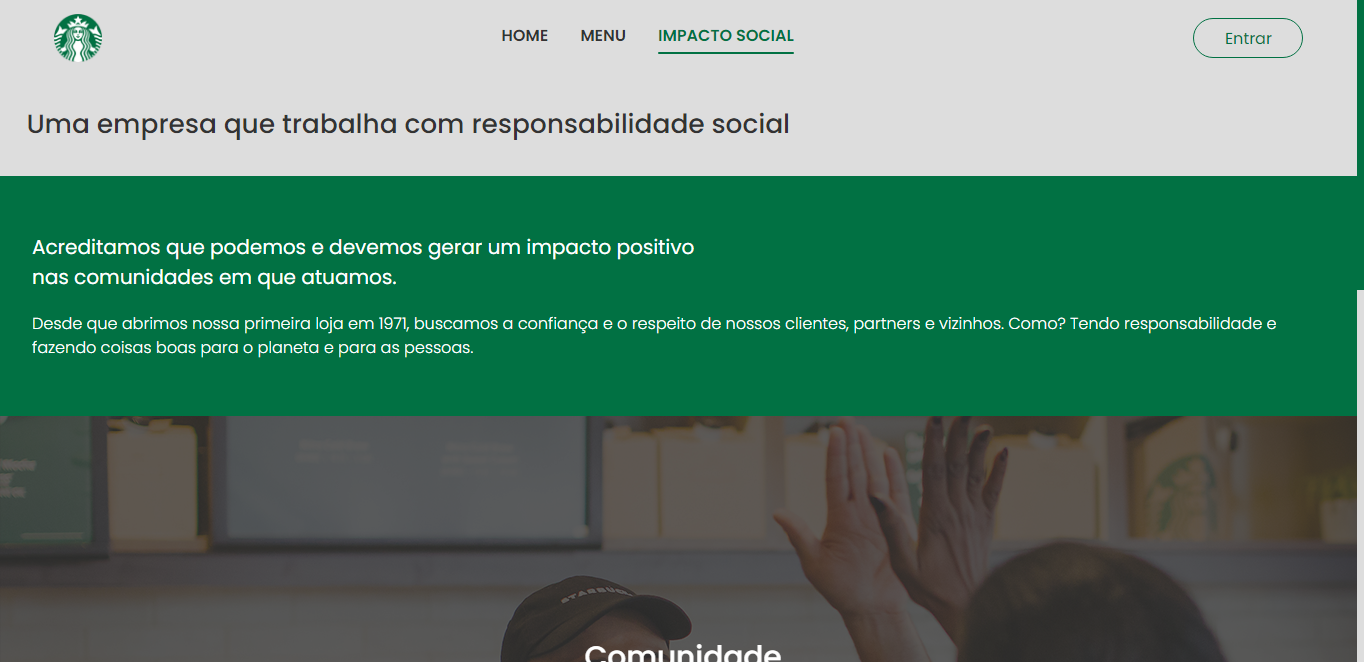 HOME MENU IMPACTO SOCIAL Entrar
Uma empresa que trabalha com responsabilidade social
Acreditamos que podemos e devemos gerar um impacto positivo
nas comunidades em que atuamos.
Desde que abrimos nossa primeira loja em 1971, buscamos a confiança e o respeito de nossos clientes, partners e vizinhos. Como? Tendo responsabilidade e
fazendo coisas boas para o planeta e para as pessoas.
STARBUCKS
Comunidade